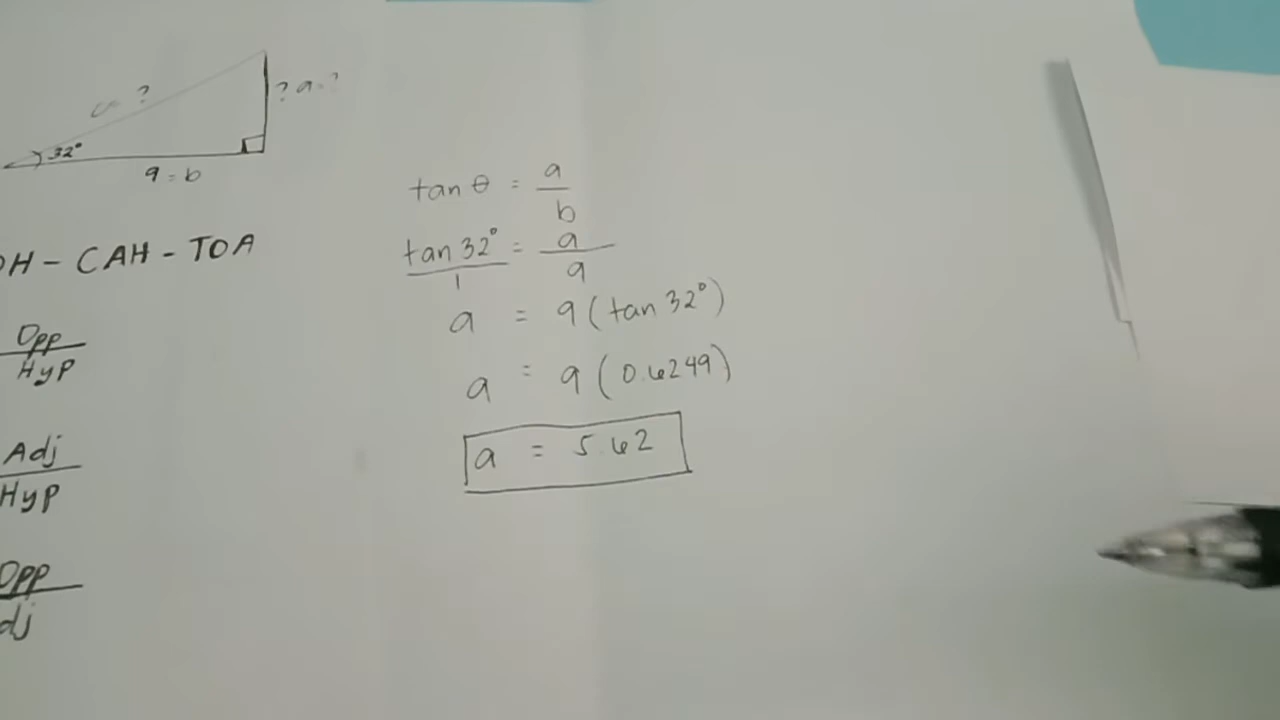 ?
? a = ?
32°
9 = b
OH - CAH - TOA
Opp
Hyp
Adj
Hyp
Opp
dj
tan θ = a
b
tan 32° = a
1 9
a = 9 (tan 32°)
a = 9 (0.6249)
a = 5.62